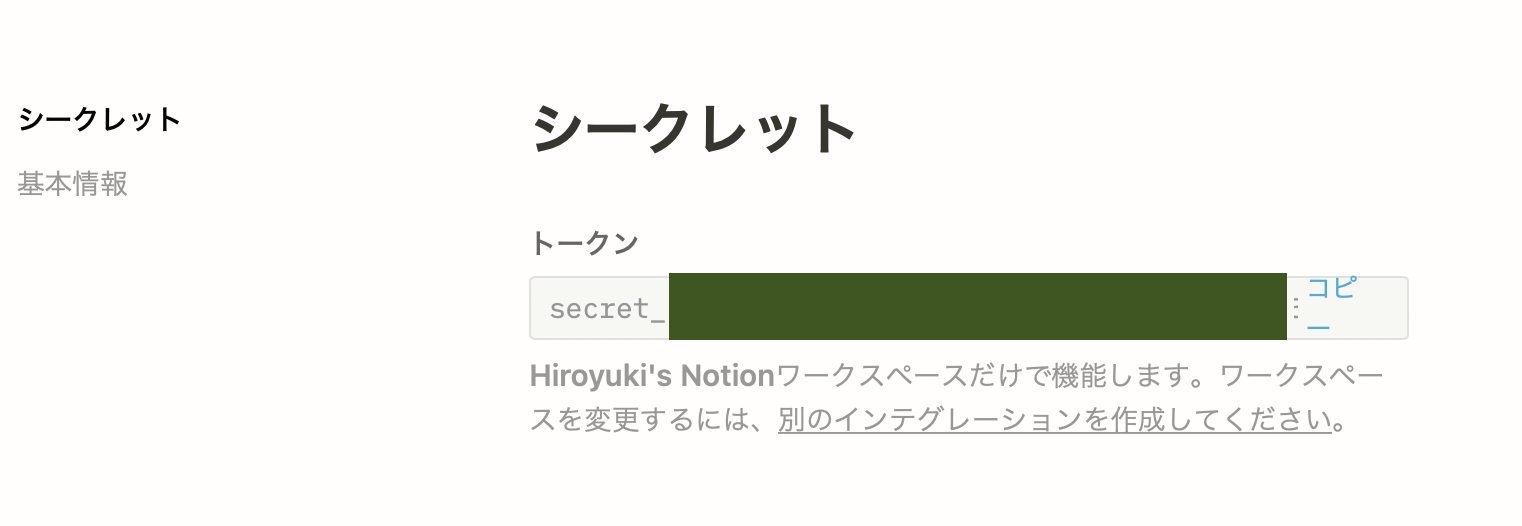 シークレット
基本情報
シークレット
トークン
secret_
コピ
ー
Hiroyuki's Notionワークスペースだけで機能します。ワークスペー
スを変更するには、別のインテグレーションを作成してください。